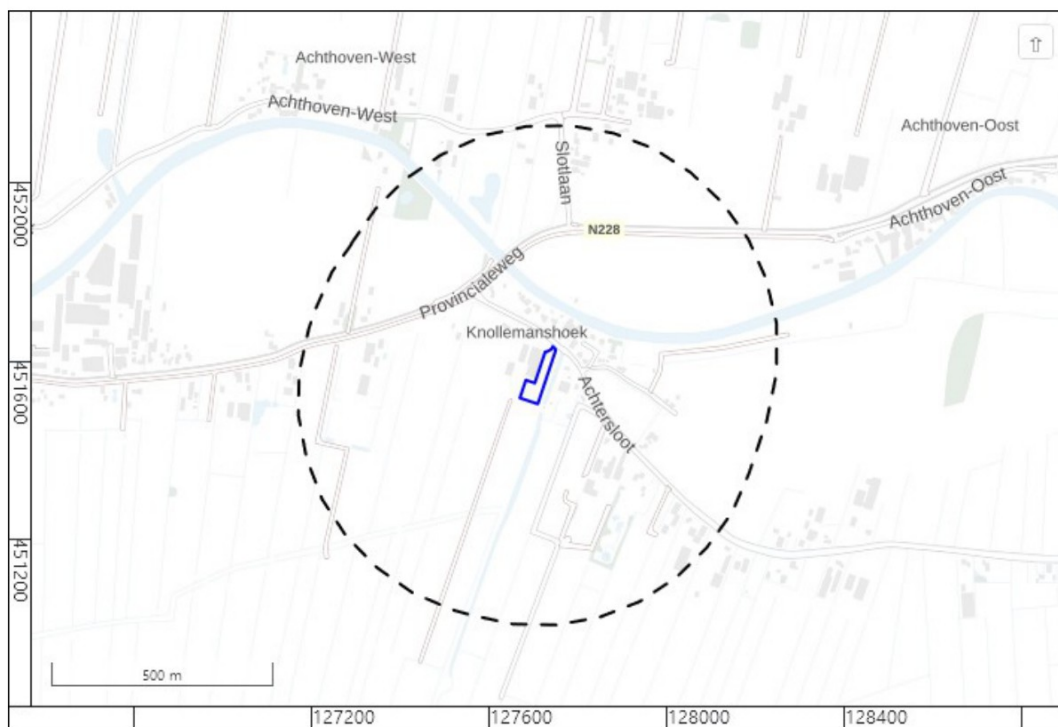 Achthoven-West
Achthoven-West
Achthoven-Oost
Slotlaan
Achthoven-Oost
452000
N228
Provincialeweg
Knollemanshoek
451600
Achtersloot
451200
500 m
127200
127600
128000
128400